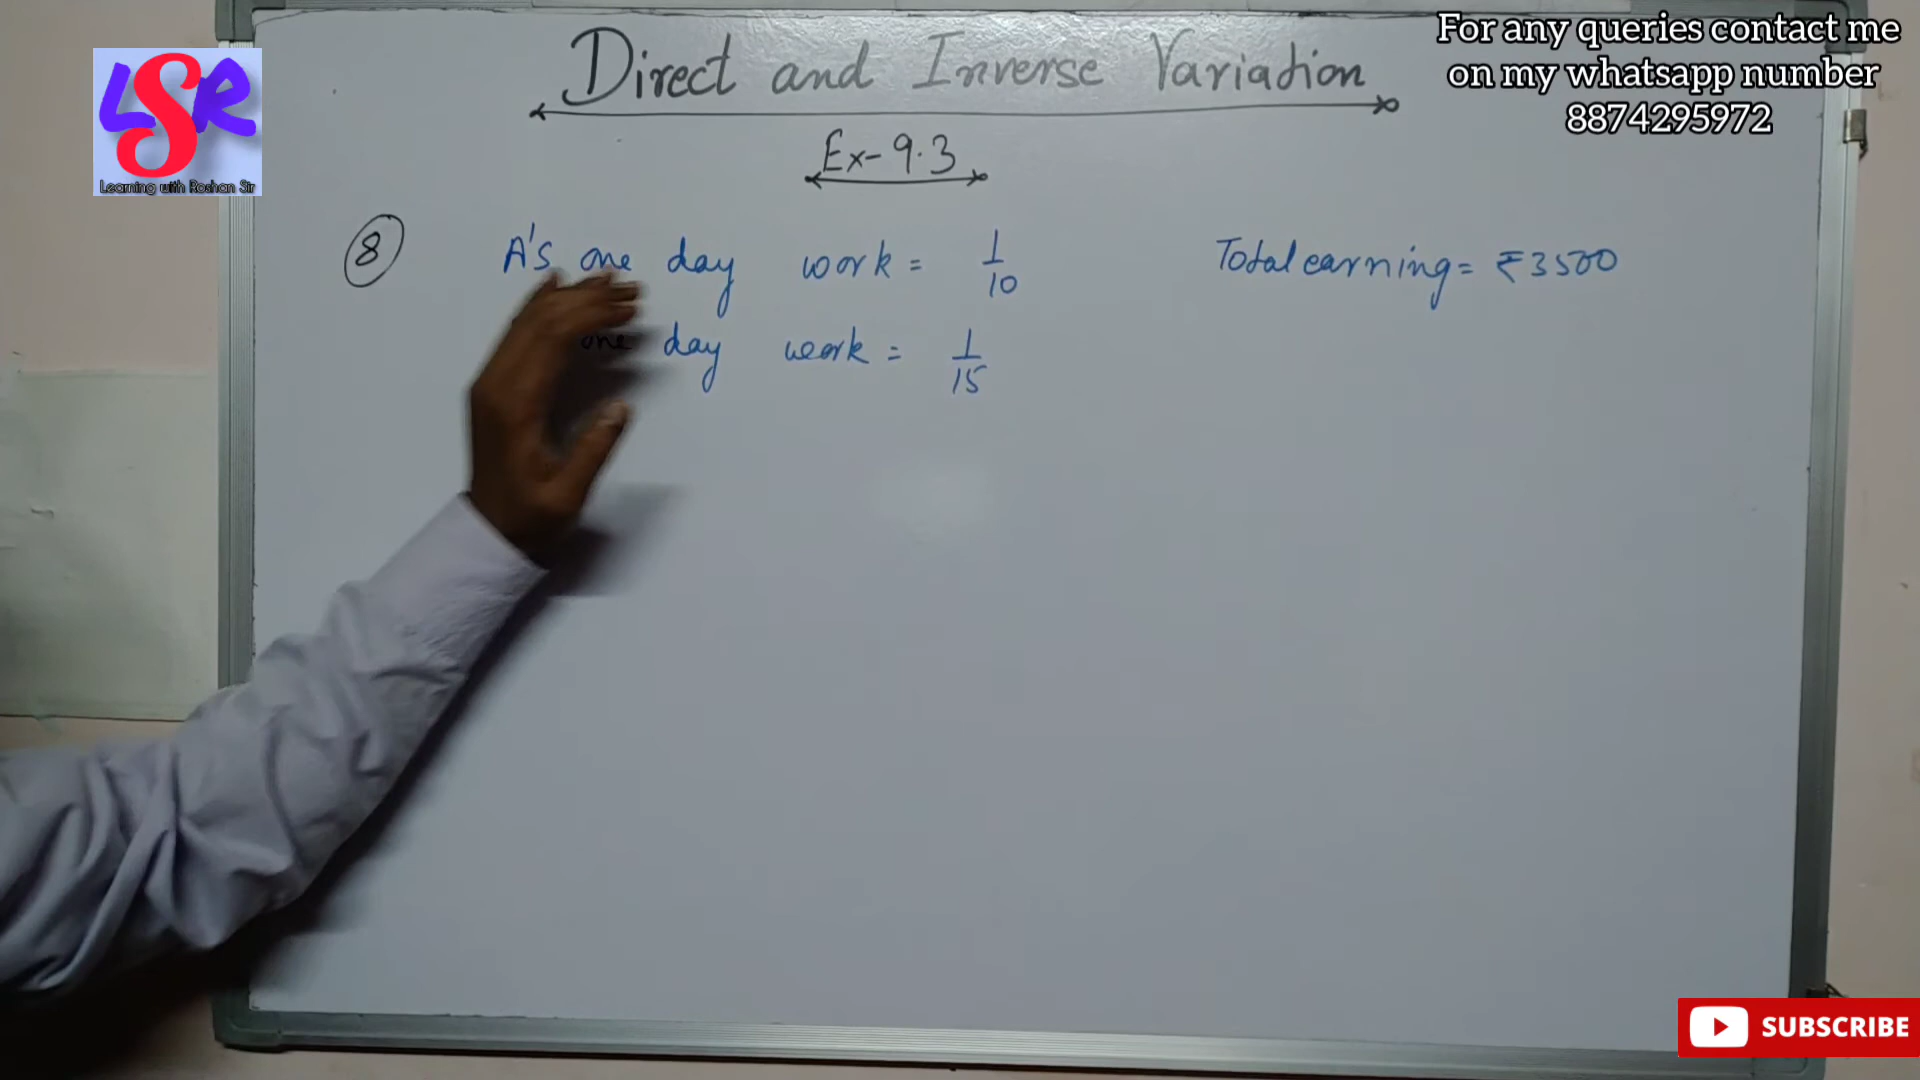 Direct and Inverse Variation
For any queries contact me
on my whatsapp number
8874295972
LSR
Learning with Roshan Sir
Ex-9.3
8
A's one day work = 1/10
Total earning = ₹3500
one day work = 1/15
SUBSCRIBE